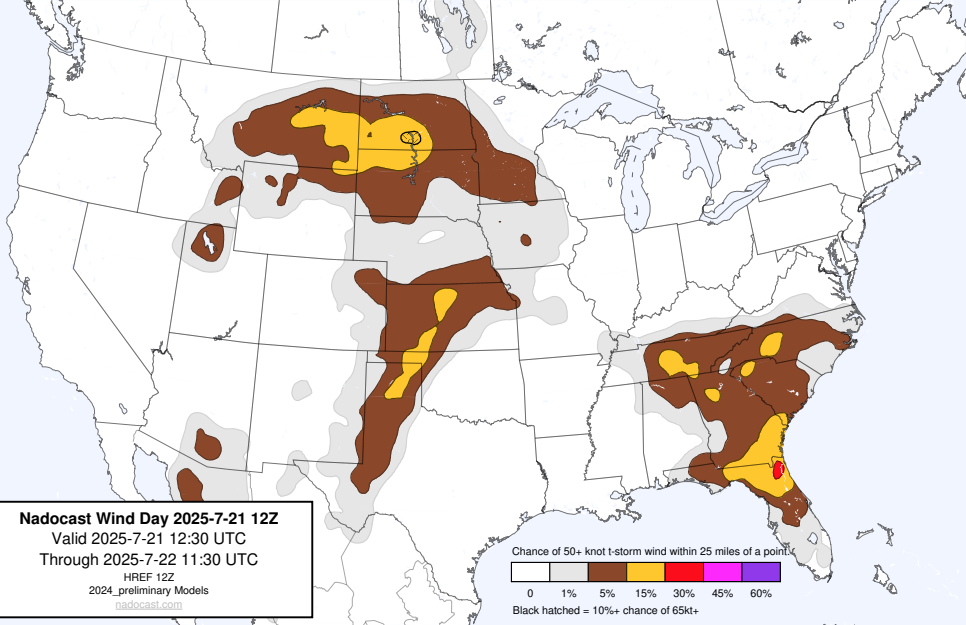 Nadocast Wind Day 2025-7-21 12Z
Valid 2025-7-21 12:30 UTC
Through 2025-7-22 11:30 UTC
HREF 12Z
2024_preliminary Models
nadocast.com
Chance of 50+ knot t-storm wind within 25 miles of a point.
0 1% 5% 15% 30% 45% 60%
Black hatched = 10%+ chance of 65kt+